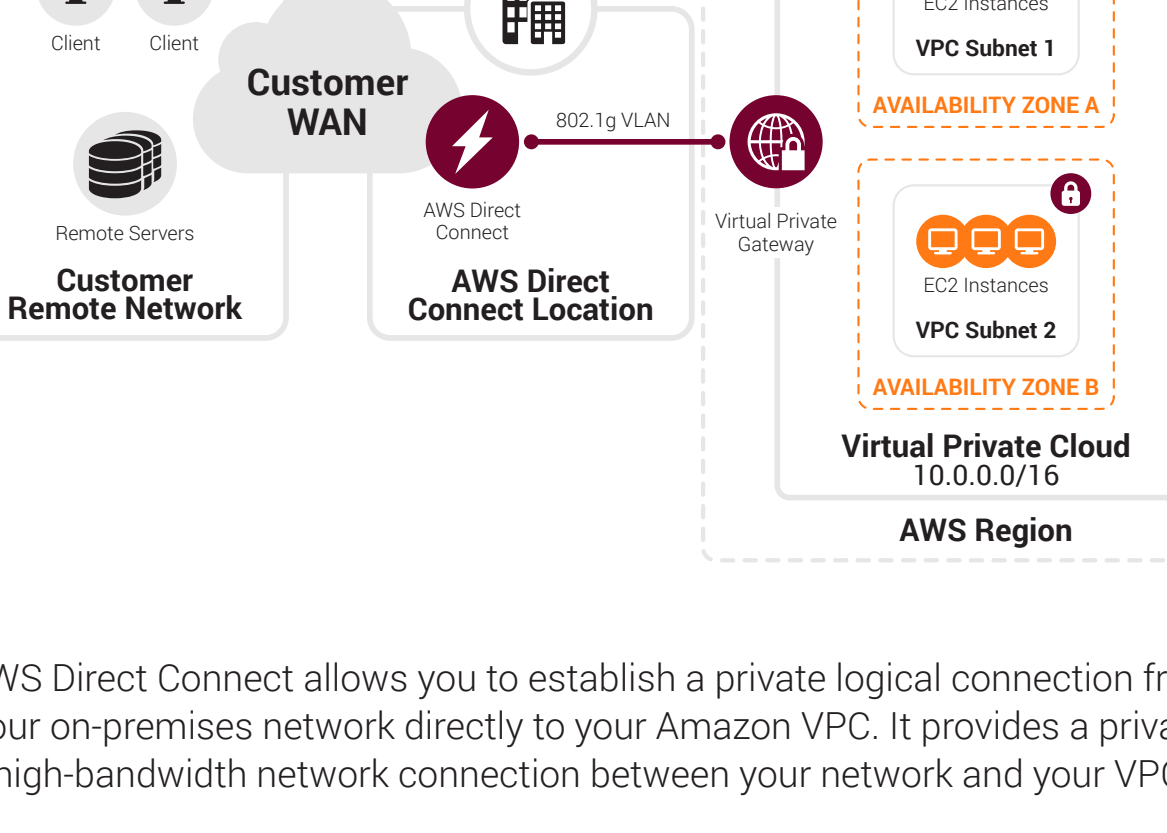 EC2 Instances
Client
Client
VPC Subnet 1
Customer
WAN
AVAILABILITY ZONE A
802.1g VLAN
AWS Direct
Connect
Virtual Private
Gateway
Remote Servers
Customer
Remote Network
AWS Direct
Connect Location
EC2 Instances
VPC Subnet 2
AVAILABILITY ZONE B
Virtual Private Cloud
10.0.0.0/16
AWS Region
WS Direct Connect allows you to establish a private logical connection fr
our on-premises network directly to your Amazon VPC. It provides a priva
high-bandwidth network connection between your network and your VPC